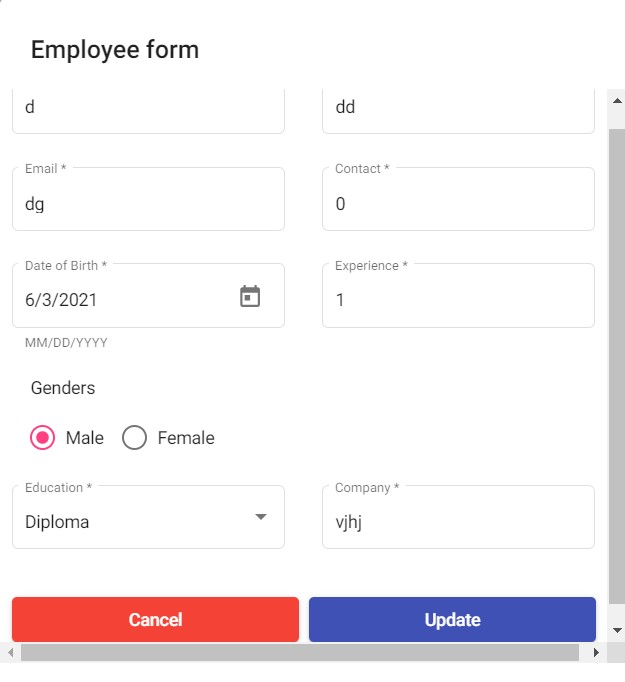 Employee form
d dd
Email * Contact *
dg 0
Date of Birth * Experience *
6/3/2021 1
MM/DD/YYYY
Genders
Male Female
Education * Company *
Diploma vjhj
Cancel Update